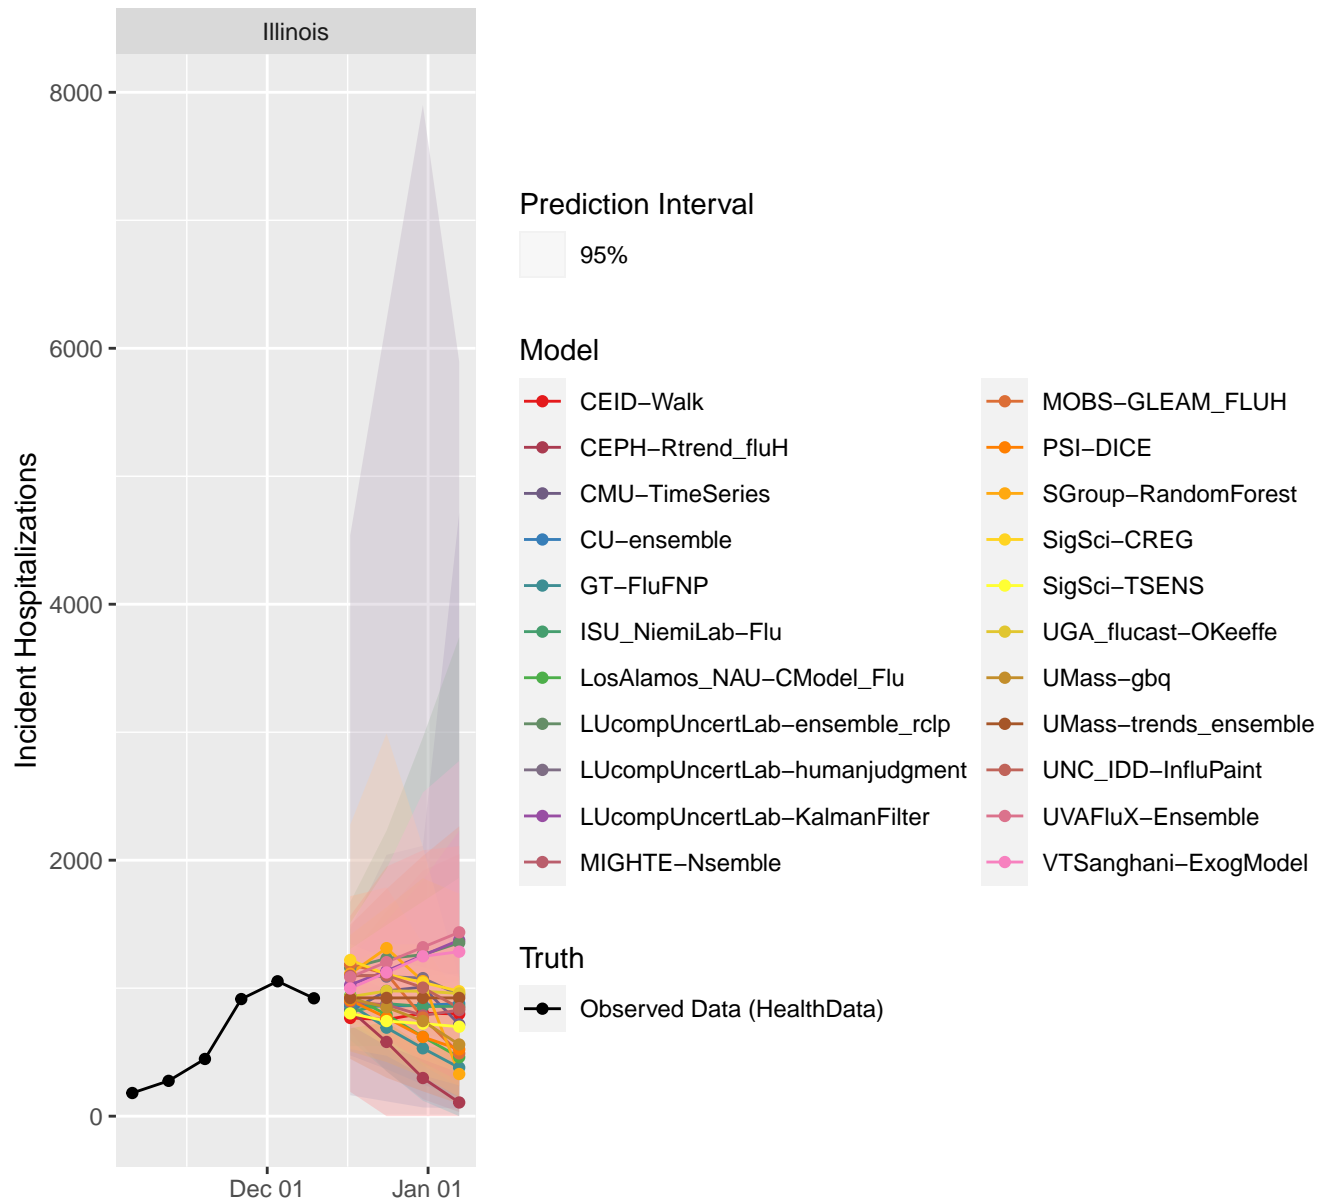 Illinois
8000
6000
4000
2000
0
Incident Hospitalizations
Dec 01
Jan 01
Prediction Interval
95%
Model
CEID−Walk
CEPH−Rtrend_fluH
CMU−TimeSeries
CU−ensemble
GT−FluFNP
ISU_NiemiLab−Flu
LosAlamos_NAU−CModel_Flu
LUcompUncertLab−ensemble_rclp
LUcompUncertLab−humanjudgment
LUcompUncertLab−KalmanFilter
MIGHTE−Nsemble
MOBS−GLEAM_FLUH
PSI−DICE
SGroup−RandomForest
SigSci−CREG
SigSci−TSENS
UGA_flucast−OKeeffe
UMass−gbq
UMass−trends_ensemble
UNC_IDD−InfluPaint
UVAFluX−Ensemble
VTSanghani−ExogModel
Truth
Observed Data (HealthData)